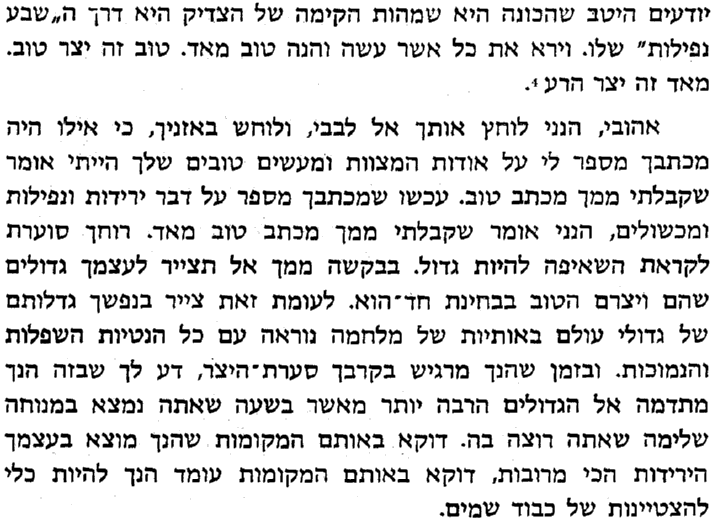 יודעים היטב שהכונה היא שמהות הקימה של הצדיק היא דרך ה„שבע
נפילות" שלו. וירא את כל אשר עשה והנה טוב מאד. טוב זה יצר טוב.
מאד זה יצר הרע⁴.
אהובי, הנני לוחץ אותך אל לבבי, ולוחש באזניך, כי אילו היה
מכתבך מספר לי על אודות המצוות ומעשים טובים שלך הייתי אומר
שקבלתי ממך מכתב טוב. עכשו שמכתבך מספר על דבר ירידות ונפילות
ומכשולים, הנני אומר שקבלתי ממך מכתב טוב מאד. רוחך סוערת
לקראת השאיפה להיות גדול. בבקשה ממך אל תצייר לעצמך גדולים
שהם ויצרם הטוב בבחינת חד־הוא. לעומת זאת צייר בנפשך גדלותם
של גדולי עולם באותיות של מלחמה נוראה עם כל הנטיות השפלות
והנמוכות. ובזמן שהנך מרגיש בקרבך סערת־היצר, דע לך שבזה הנך
מתדמה אל הגדולים הרבה יותר מאשר בשעה שאתה נמצא במנוחה
שלימה שאתה רוצה בה. דוקא באותם המקומות שהנך מוצא בעצמך
הירידות הכי מרובות, דוקא באותם המקומות עומד הנך להיות כלי
להצטיינות של כבוד שמים.